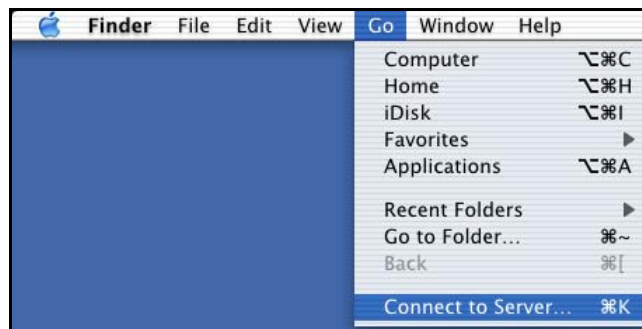 Finder File Edit View Go Window Help
Computer ⌥⌘C
Home ⌥⌘H
iDisk ⌥⌘I
Favorites
Applications ⌥⌘A
Recent Folders
Go to Folder... ⌘~
Back ⌘[
Connect to Server... ⌘K